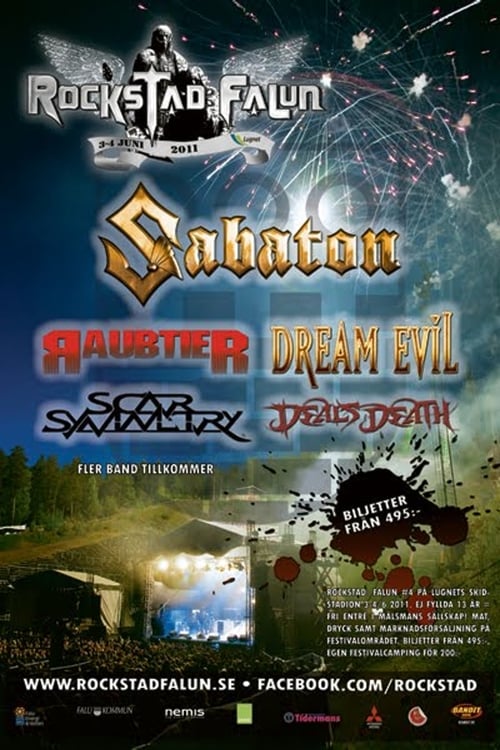 ROCKSTAD:FALUN
3-4 JUNI 2011
Lugnet
SABATON
RAUBTIER
DREAM EVIL
SCAR SYMMETRY
DEALS DEATH
FLER BAND TILLKOMMER
BILJETTER
FRÅN 495:-
ROCKSTAD FALUN #4 PÅ LUGNETS SKID-
STADION 3-4/6 2011. EJ FYLLDA 13 ÅR =
FRI ENTRÉ I MÅLSMANS SÄLLSKAP! MAT,
DRYCK SAMT MARKNADSFÖRSÄLJNING PÅ
FESTIVALOMRÅDET. BILJETTER FRÅN 495:-,
EGEN FESTIVALCAMPING FÖR 200:-
WWW.ROCKSTADFALUN.SE • FACEBOOK.COM/ROCKSTAD
FALU KOMMUN
nemis
Tidermans
BANDIT